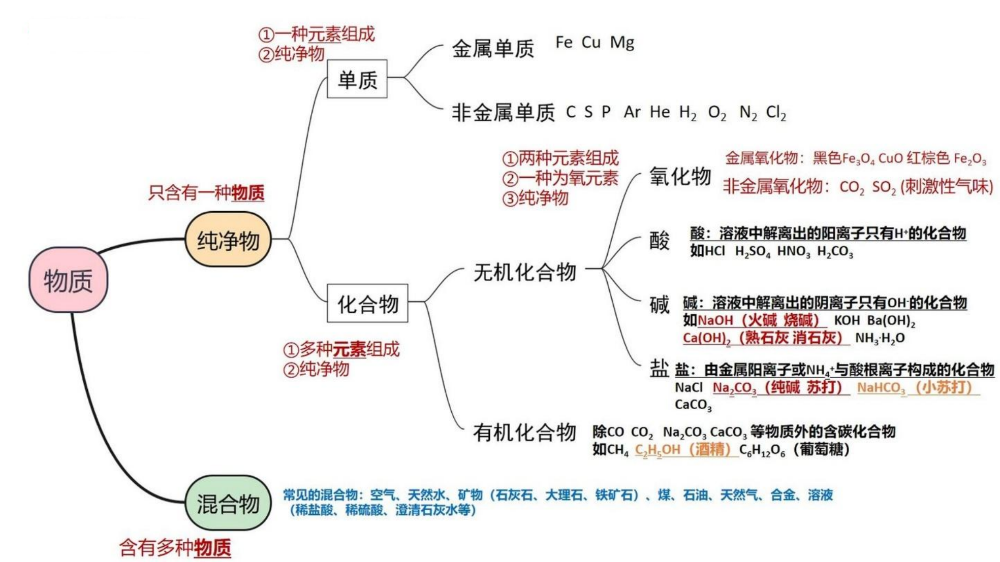 ①一种元素组成
②纯净物
单质
金属单质 Fe Cu Mg
非金属单质 C S P Ar He H₂ O₂ N₂ Cl₂
①两种元素组成
②一种为氧元素
③纯净物
氧化物
金属氧化物：黑色Fe₃O₄ CuO 红棕色 Fe₂O₃
非金属氧化物：CO₂ SO₂ (刺激性气味)
只含有一种物质
纯净物
酸
酸：溶液中解离出的阳离子只有H⁺的化合物
如HCl H₂SO₄ HNO₃ H₂CO₃
物质
无机化合物
化合物
碱
碱：溶液中解离出的阴离子只有OH⁻的化合物
如NaOH（火碱 烧碱） KOH Ba(OH)₂
Ca(OH)₂（熟石灰 消石灰） NH₃·H₂O
①多种元素组成
②纯净物
盐
盐：由金属阳离子或NH₄⁺与酸根离子构成的化合物
NaCl Na₂CO₃（纯碱 苏打） NaHCO₃（小苏打）
CaCO₃
有机化合物
除CO CO₂ Na₂CO₃ CaCO₃ 等物质外的含碳化合物
如CH₄ C₂H₅OH（酒精）C₆H₁₂O₆（葡萄糖）
混合物
常见的混合物：空气、天然水、矿物（石灰石、大理石、铁矿石）、煤、石油、天然气、合金、溶液
（稀盐酸、稀硫酸、澄清石灰水等）
含有多种物质